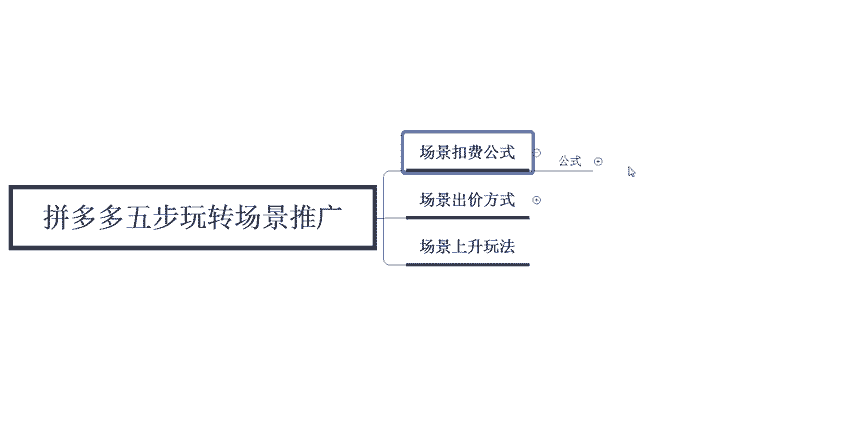 拼多多五步玩转场景推广
场景扣费公式
公式
场景出价方式
场景上升玩法